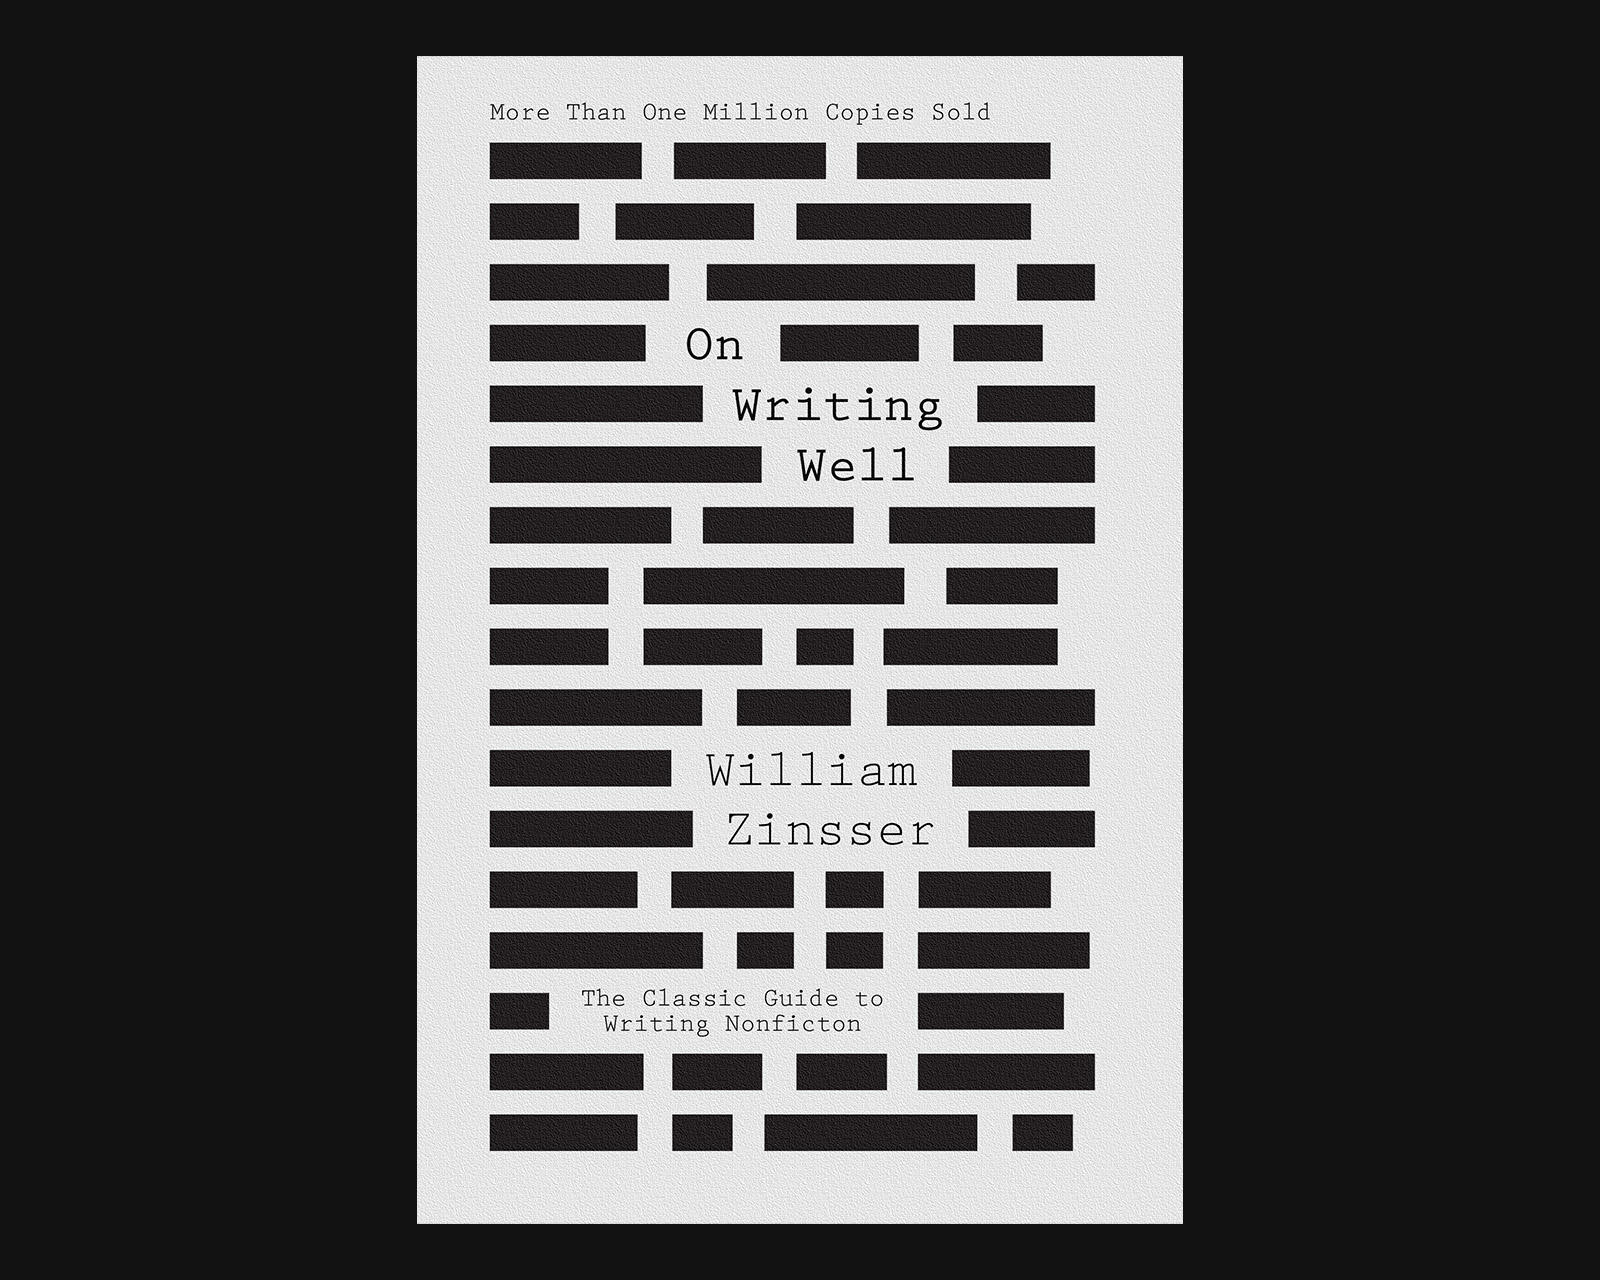 More Than One Million Copies Sold
On
Writing
Well
William
Zinsser
The Classic Guide to
Writing Nonficton